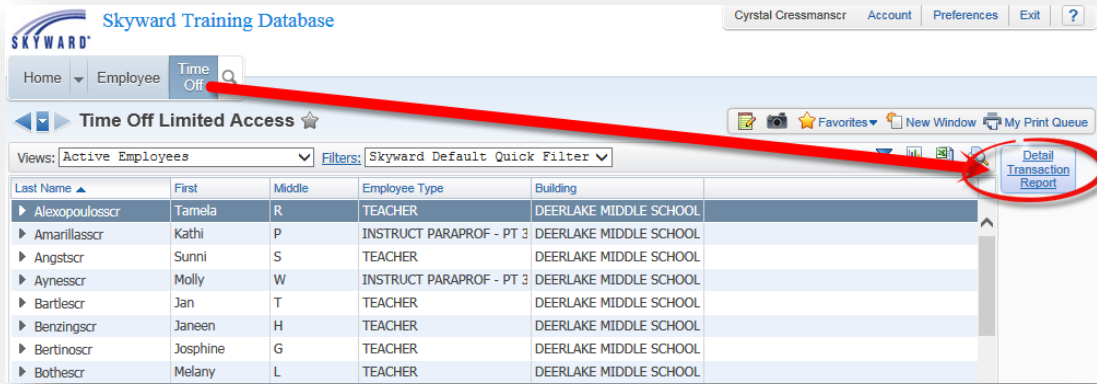 Skyward Training Database
SKYWARD®
Cyrstal Cressmanscr Account Preferences Exit ?
Home Employee Time Off
Time Off Limited Access
Favorites New Window My Print Queue
Views: Active Employees Filters: Skyward Default Quick Filter
Detail
Transaction
Report
Last Name First Middle Employee Type Building
Alexopoulosscr Tamela R TEACHER DEERLAKE MIDDLE SCHOOL
Amarillasscr Kathi P INSTRUCT PARAPROF - PT 3 DEERLAKE MIDDLE SCHOOL
Angstscr Sunni S TEACHER DEERLAKE MIDDLE SCHOOL
Aynesscr Molly W INSTRUCT PARAPROF - PT 3 DEERLAKE MIDDLE SCHOOL
Bartlescr Jan T TEACHER DEERLAKE MIDDLE SCHOOL
Benzingscr Janeen H TEACHER DEERLAKE MIDDLE SCHOOL
Bertinoscr Josphine G TEACHER DEERLAKE MIDDLE SCHOOL
Bothescr Melany L TEACHER DEERLAKE MIDDLE SCHOOL